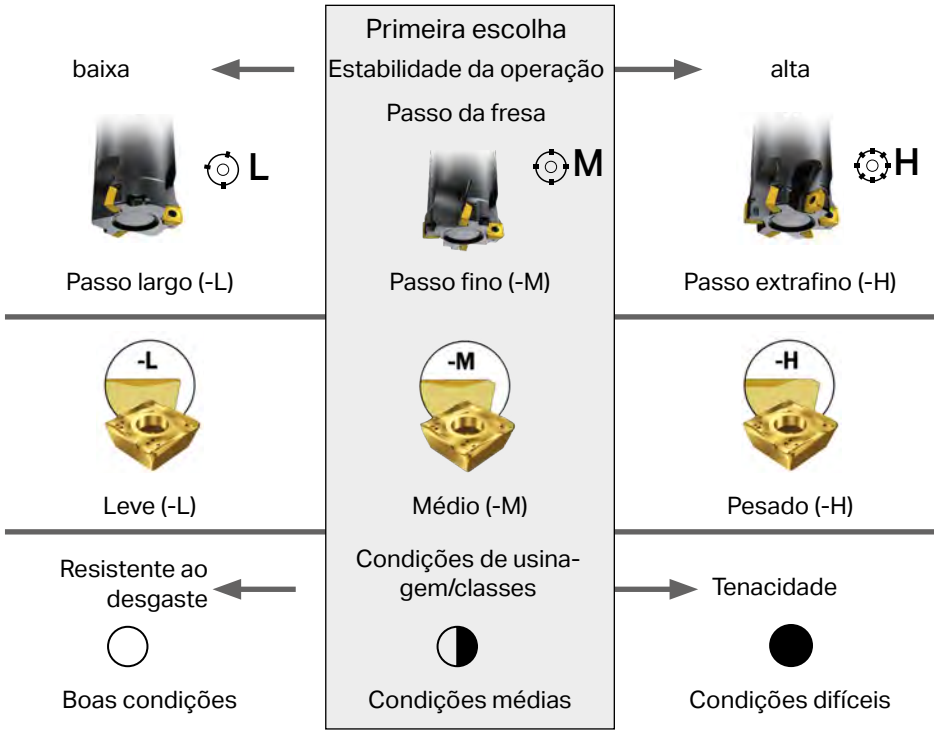 Primeira escolha
baixa
Estabilidade da operação
alta
Passo da fresa
L
M
H
Passo largo (-L)
Passo fino (-M)
Passo extrafino (-H)
-L
-M
-H
Leve (-L)
Médio (-M)
Pesado (-H)
Resistente ao
desgaste
Condições de usina-
gem/classes
Tenacidade
Boas condições
Condições médias
Condições difíceis